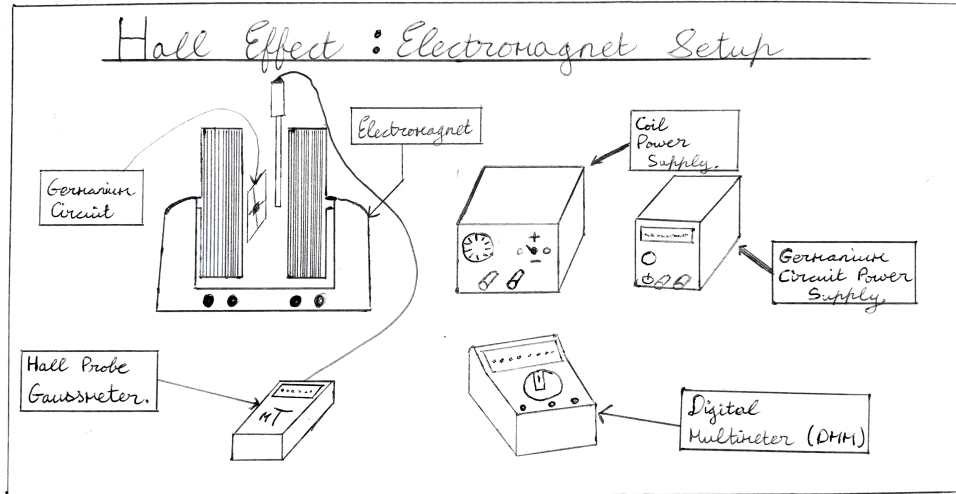 Hall Effect : Electromagnet Setup
Electromagnet
Coil
Power
Supply.
Germanium
Circuit
Germanium
Circuit Power
Supply.
+
−
Hall Probe
Gaussmeter.
mT
Digital
Multimeter (DMM)